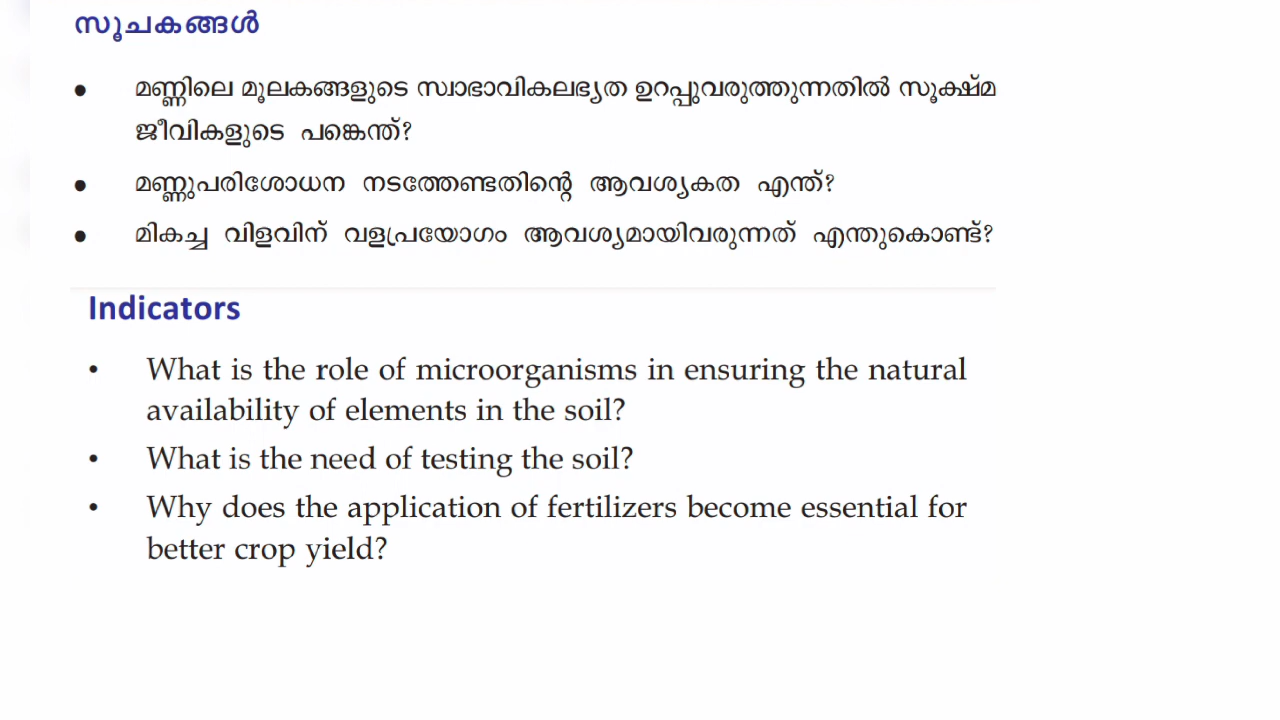 സൂചകങ്ങൾ
• മണ്ണിലെ മൂലകങ്ങളുടെ സ്വാഭാവികലഭ്യത ഉറപ്പുവരുത്തുന്നതിൽ സൂക്ഷ്മ
ജീവികളുടെ പങ്കെന്ത്?
• മണ്ണുപരിശോധന നടത്തേണ്ടതിന്റെ ആവശ്യകത എന്ത്?
• മികച്ച വിളവിന് വളപ്രയോഗം ആവശ്യമായിവരുന്നത് എന്തുകൊണ്ട്?
Indicators
• What is the role of microorganisms in ensuring the natural
availability of elements in the soil?
• What is the need of testing the soil?
• Why does the application of fertilizers become essential for
better crop yield?